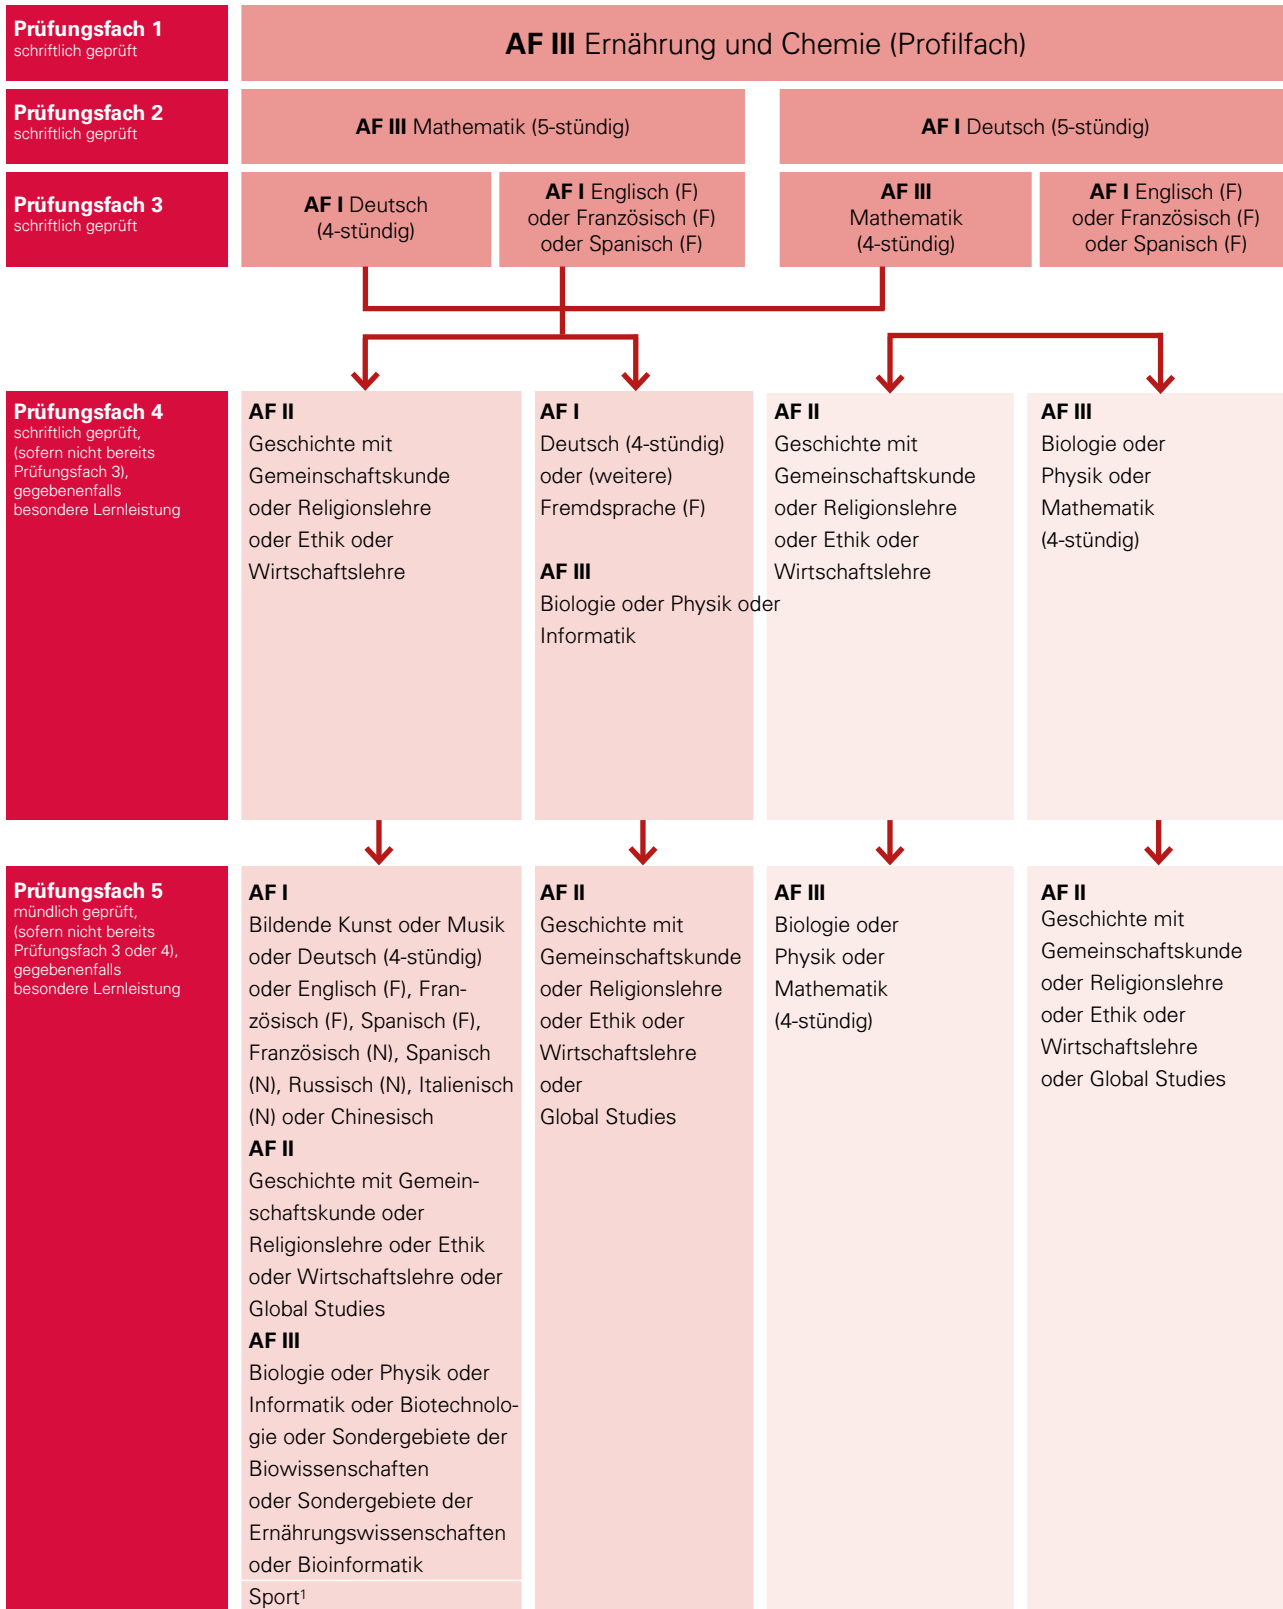 Prüfungsfach 1
schriftlich geprüft
AF III Ernährung und Chemie (Profilfach)
Prüfungsfach 2
schriftlich geprüft
AF III Mathematik (5-stündig)
AF I Deutsch (5-stündig)
Prüfungsfach 3
schriftlich geprüft
AF I Deutsch
(4-stündig)
AF I Englisch (F)
oder Französisch (F)
oder Spanisch (F)
AF III
Mathematik
(4-stündig)
AF I Englisch (F)
oder Französisch (F)
oder Spanisch (F)
Prüfungsfach 4
schriftlich geprüft,
(sofern nicht bereits
Prüfungsfach 3),
gegebenenfalls
besondere Lernleistung
AF II
Geschichte mit
Gemeinschaftskunde
oder Religionslehre
oder Ethik oder
Wirtschaftslehre
AF I
Deutsch (4-stündig)
oder (weitere)
Fremdsprache (F)
AF III
Biologie oder Physik oder
Informatik
AF II
Geschichte mit
Gemeinschaftskunde
oder Religionslehre
oder Ethik oder
Wirtschaftslehre
AF III
Biologie oder
Physik oder
Mathematik
(4-stündig)
Prüfungsfach 5
mündlich geprüft,
(sofern nicht bereits
Prüfungsfach 3 oder 4),
gegebenenfalls
besondere Lernleistung
AF I
Bildende Kunst oder Musik
oder Deutsch (4-stündig)
oder Englisch (F), Fran-
zösisch (F), Spanisch (F),
Französisch (N), Spanisch
(N), Russisch (N), Italienisch
(N) oder Chinesisch
AF II
Geschichte mit Gemein-
schaftskunde oder
Religionslehre oder Ethik
oder Wirtschaftslehre oder
Global Studies
AF III
Biologie oder Physik oder
Informatik oder Biotechnolo-
gie oder Sondergebiete der
Biowissenschaften
oder Sondergebiete der
Ernährungswissenschaften
oder Bioinformatik
Sport¹
AF II
Geschichte mit
Gemeinschaftskunde
oder Religionslehre
oder Ethik oder
Wirtschaftslehre
oder
Global Studies
AF III
Biologie oder
Physik oder
Mathematik
(4-stündig)
AF II
Geschichte mit
Gemeinschaftskunde
oder Religionslehre
oder Ethik oder
Wirtschaftslehre
oder Global Studies